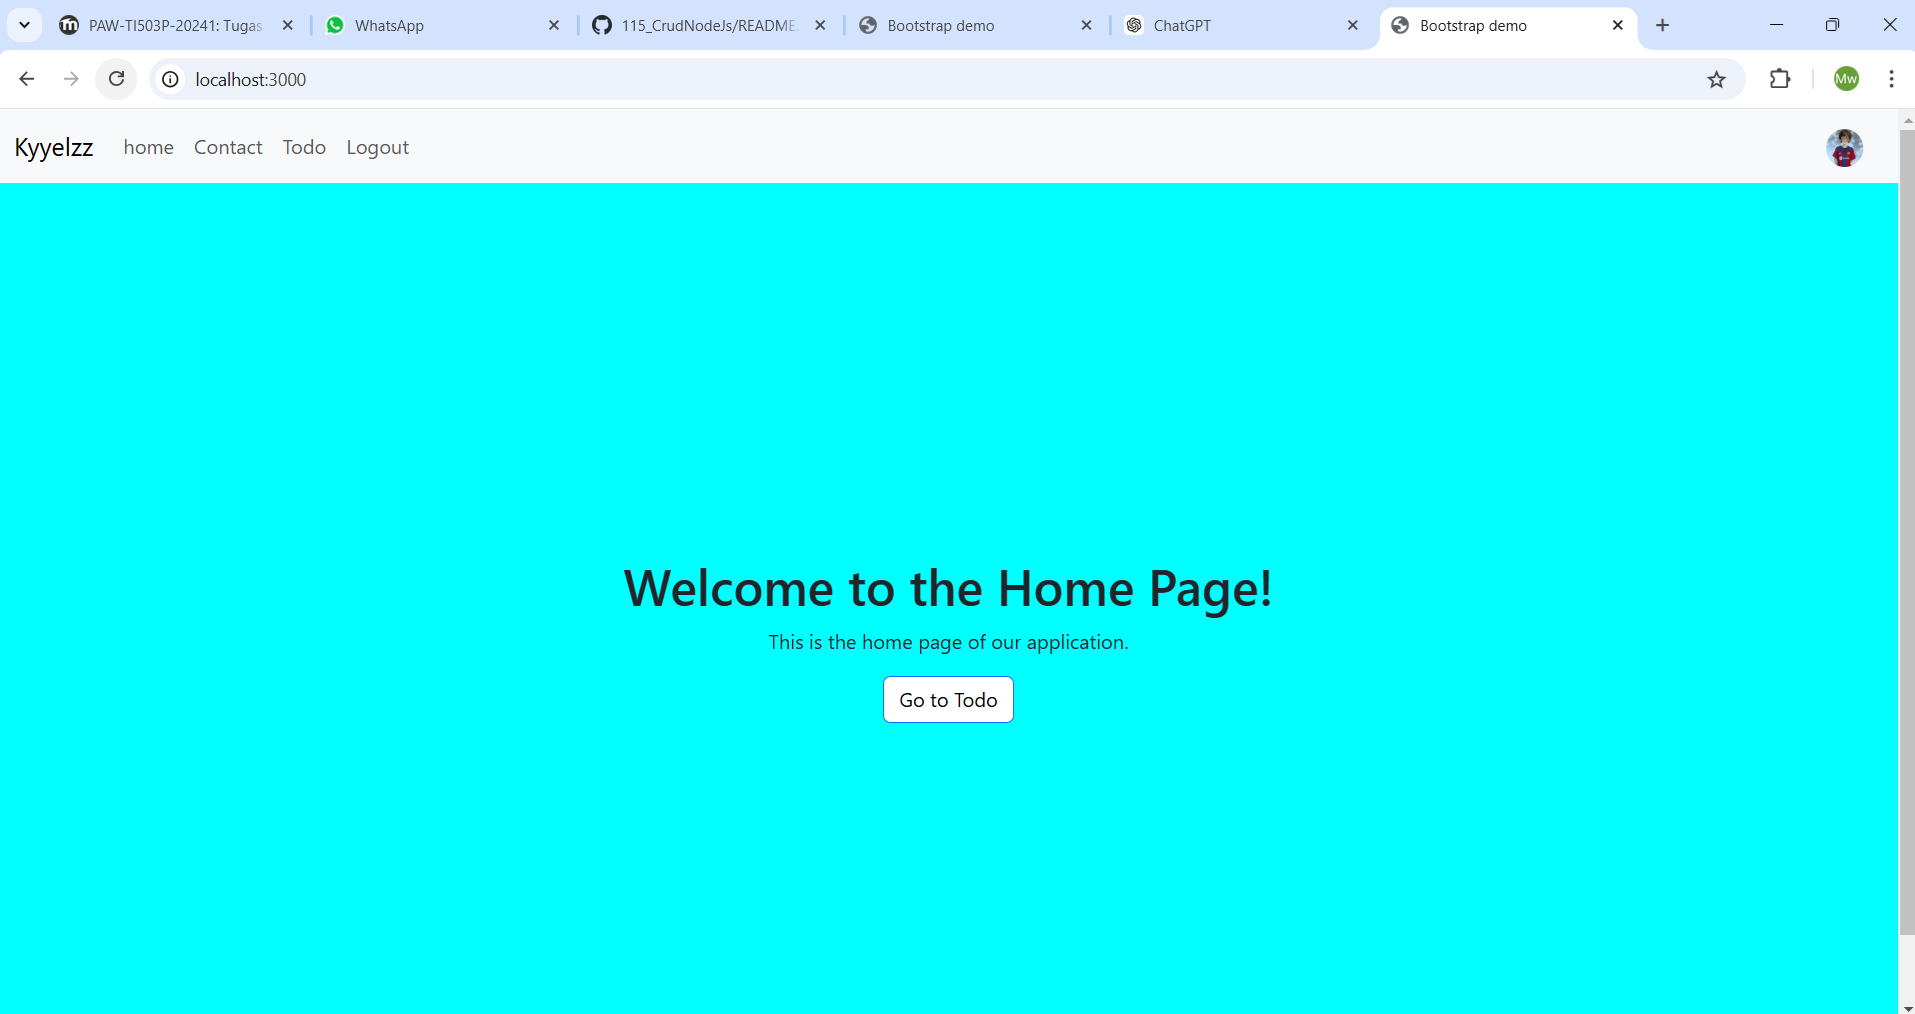 PAW-TI503P-20241: Tugas
WhatsApp
115_CrudNodeJs/README.
Bootstrap demo
ChatGPT
Bootstrap demo
localhost:3000
Mw
Kyyelzz home Contact Todo Logout
Welcome to the Home Page!
This is the home page of our application.
Go to Todo